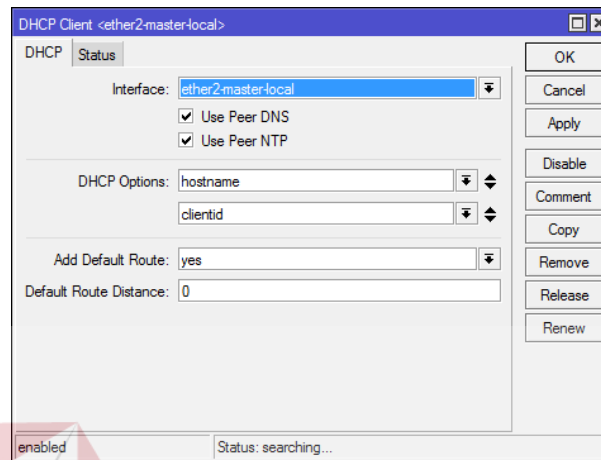 DHCP Client <ether2-master-local>
DHCP
Status
Interface: ether2-master-local
Use Peer DNS
Use Peer NTP
DHCP Options: hostname
clientid
Add Default Route: yes
Default Route Distance: 0
OK
Cancel
Apply
Disable
Comment
Copy
Remove
Release
Renew
enabled
Status: searching...